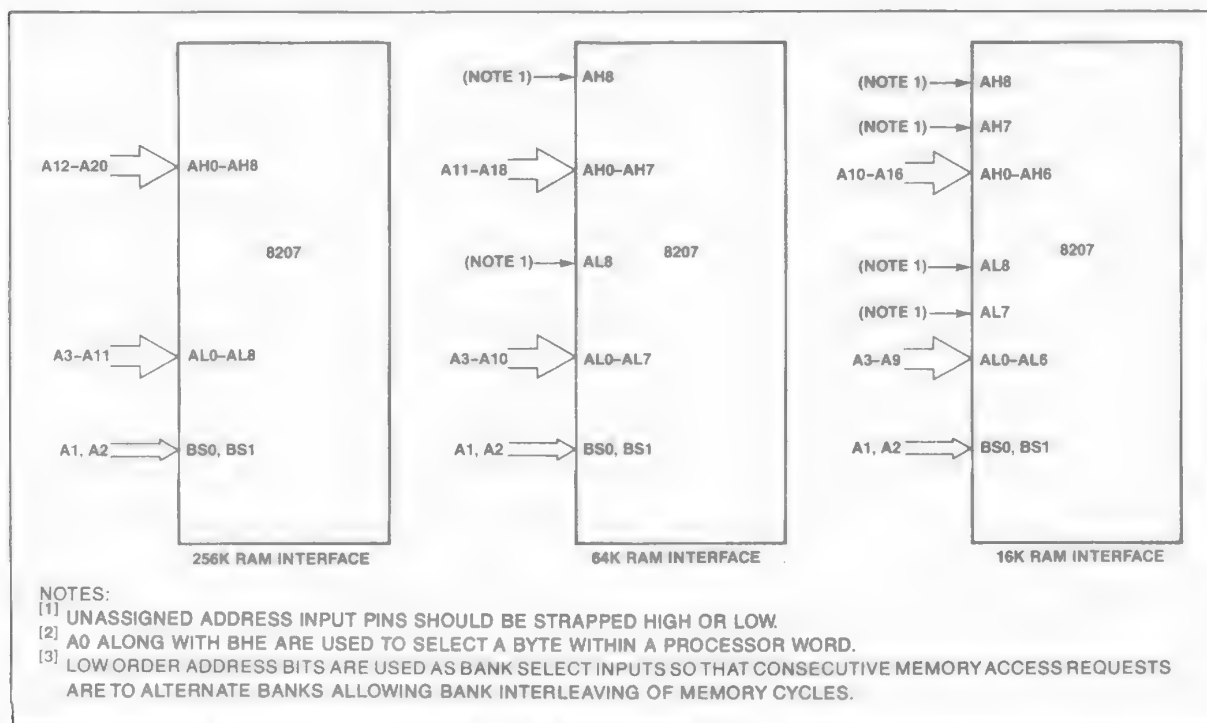 (NOTE 1) AH8
A12–A20 AH0–AH8
8207
A3–A11 AL0–AL8
A1, A2 BS0, BS1
256K RAM INTERFACE
A11–A18 AH0–AH7
(NOTE 1) AL8
8207
A3–A10 AL0–AL7
A1, A2 BS0, BS1
64K RAM INTERFACE
(NOTE 1) AH8
(NOTE 1) AH7
A10–A16 AH0–AH6
8207
(NOTE 1) AL8
(NOTE 1) AL7
A3–A9 AL0–AL6
A1, A2 BS0, BS1
16K RAM INTERFACE
NOTES:
[1] UNASSIGNED ADDRESS INPUT PINS SHOULD BE STRAPPED HIGH OR LOW.
[2] A0 ALONG WITH BHE ARE USED TO SELECT A BYTE WITHIN A PROCESSOR WORD.
[3] LOW ORDER ADDRESS BITS ARE USED AS BANK SELECT INPUTS SO THAT CONSECUTIVE MEMORY ACCESS REQUESTS
ARE TO ALTERNATE BANKS ALLOWING BANK INTERLEAVING OF MEMORY CYCLES.